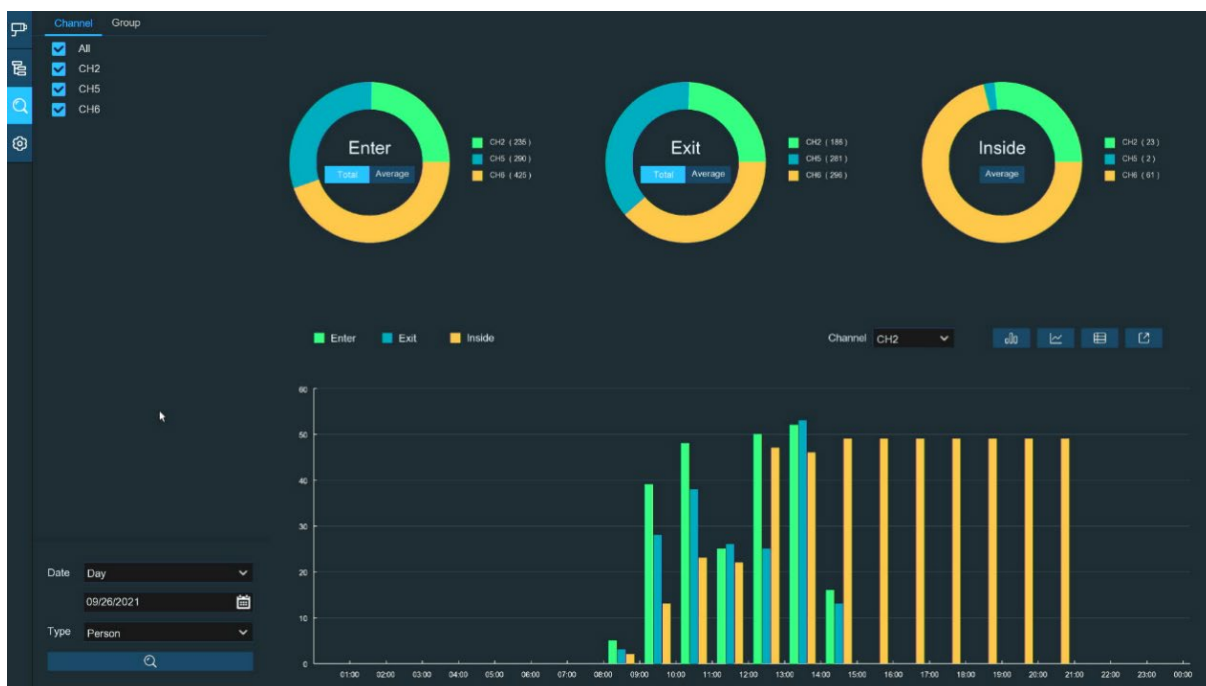 Channel Group
All
CH2
CH5
CH6
Enter
Total Average
CH2 ( 235 )
CH5 ( 290 )
CH6 ( 425 )
Exit
Total Average
CH2 ( 186 )
CH5 ( 281 )
CH6 ( 296 )
Inside
Average
CH2 ( 23 )
CH5 ( 2 )
CH6 ( 61 )
Enter Exit Inside
Channel CH2
60
50
40
30
20
10
0
01:00 02:00 03:00 04:00 05:00 06:00 07:00 08:00 09:00 10:00 11:00 12:00 13:00 14:00 15:00 16:00 17:00 18:00 19:00 20:00 21:00 22:00 23:00 00:00
Date Day
09/26/2021
Type Person